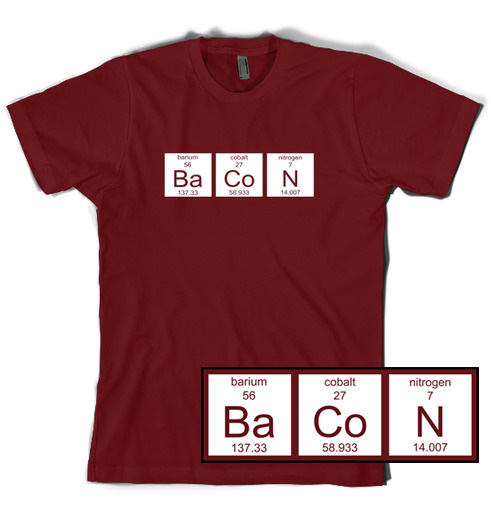 barium cobalt nitrogen
56 27 7
Ba Co N
137.33 58.933 14.007
barium cobalt nitrogen
56 27 7
Ba Co N
137.33 58.933 14.007